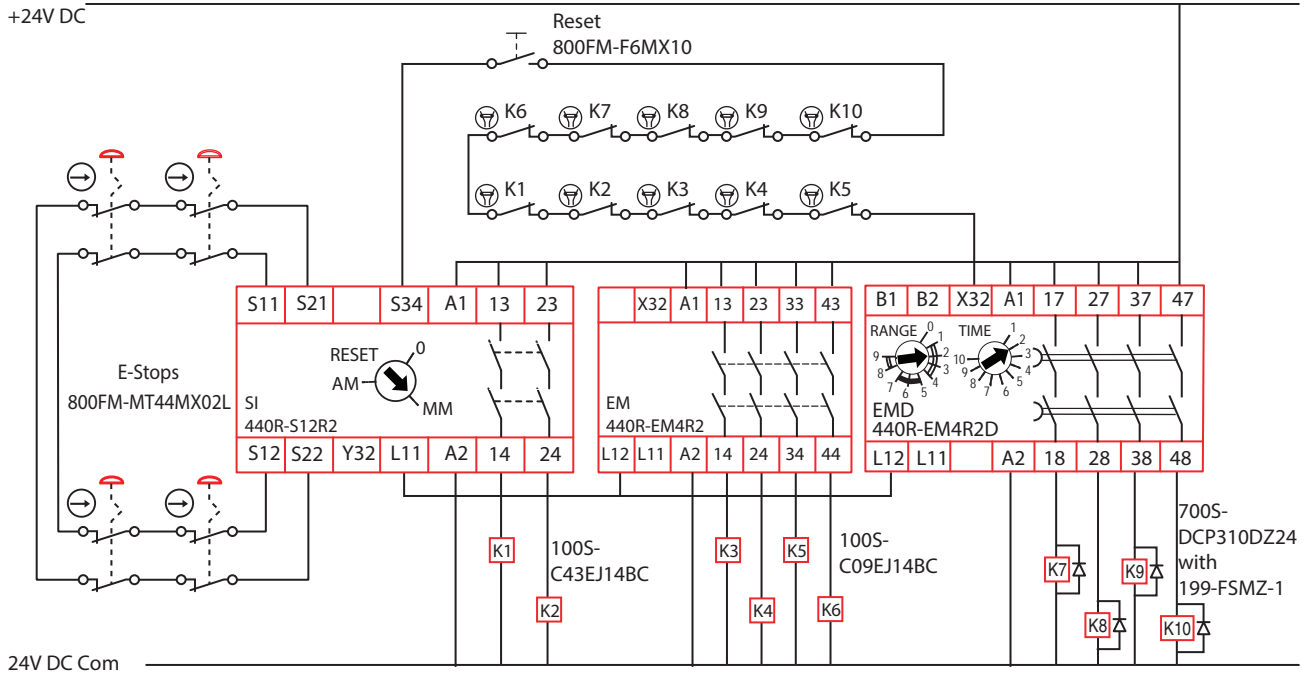 +24V DC
Reset
800FM-F6MX10
K6 K7 K8 K9 K10
K1 K2 K3 K4 K5
E-Stops
800FM-MT44MX02L
S11 S21 S34 A1 13 23
RESET
0
AM
MM
SI
440R-S12R2
S12 S22 Y32 L11 A2 14 24
X32 A1 13 23 33 43
EM
440R-EM4R2
L12 L11 A2 14 24 34 44
B1 B2 X32 A1 17 27 37 47
RANGE
0 1 2 3 4 5 6 7 8 9
TIME
1 2 3 4 5 6 7 8 9 10
EMD
440R-EM4R2D
L12 L11 A2 18 28 38 48
K1
K2
100S-
C43EJ14BC
K3
K4
K5
K6
100S-
C09EJ14BC
K7
K8
K9
K10
700S-
DCP310DZ24
with
199-FSMZ-1
24V DC Com